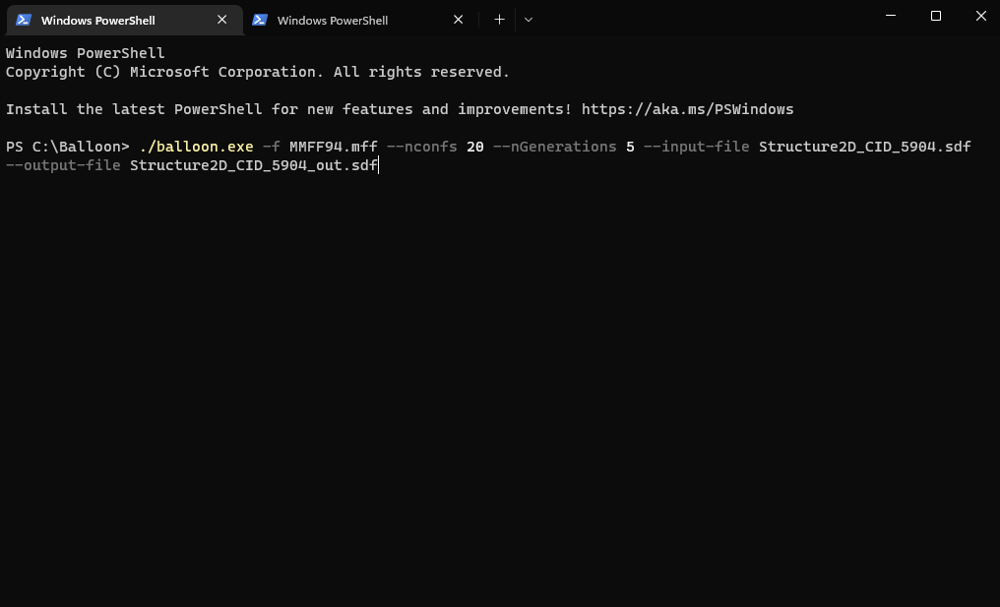 Windows PowerShell
Windows PowerShell
Windows PowerShell
Copyright (C) Microsoft Corporation. All rights reserved.
Install the latest PowerShell for new features and improvements! https://aka.ms/PSWindows
PS C:\Balloon> ./balloon.exe -f MMFF94.mff --nconfs 20 --nGenerations 5 --input-file Structure2D_CID_5904.sdf
--output-file Structure2D_CID_5904_out.sdf